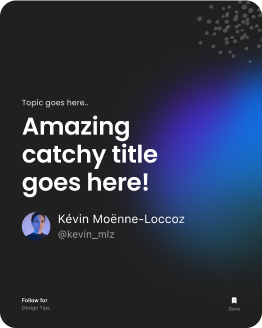 Topic goes here..
Amazing
catchy title
goes here!
Kévin Moënne-Loccoz
@kevin_mlz
Follow for
Design Tips
Save